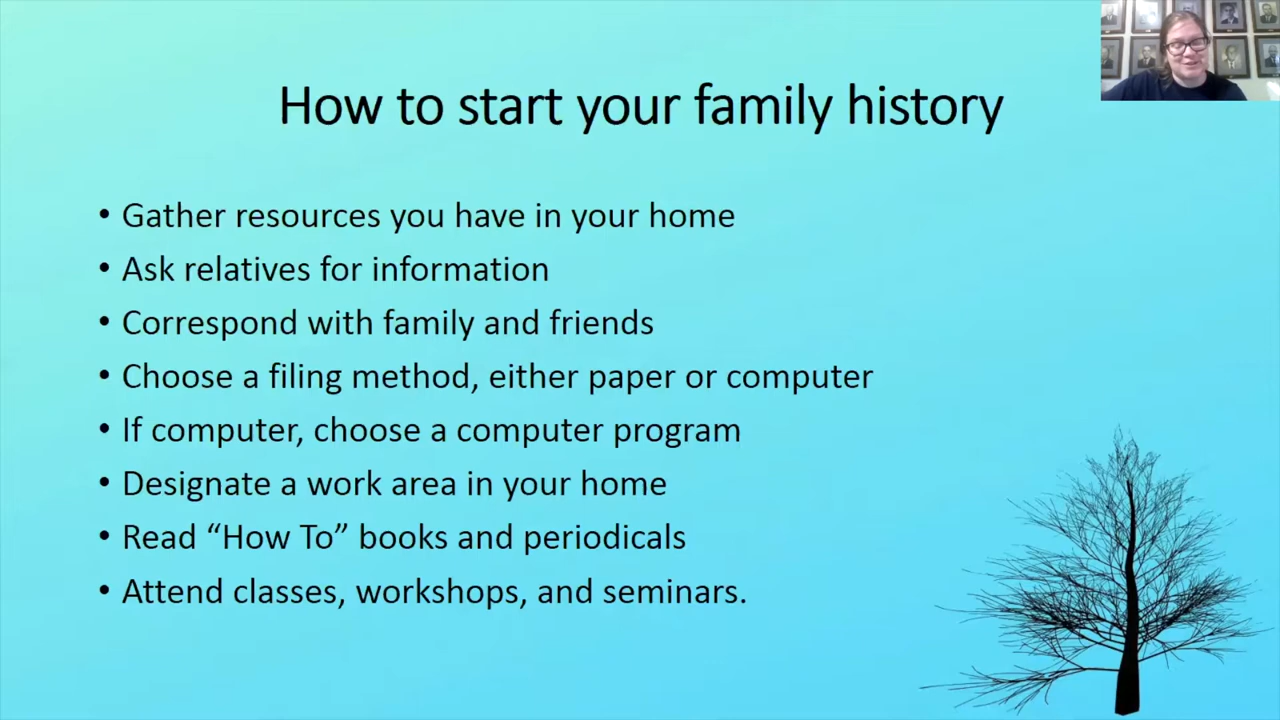 How to start your family history
• Gather resources you have in your home
• Ask relatives for information
• Correspond with family and friends
• Choose a filing method, either paper or computer
• If computer, choose a computer program
• Designate a work area in your home
• Read “How To” books and periodicals
• Attend classes, workshops, and seminars.